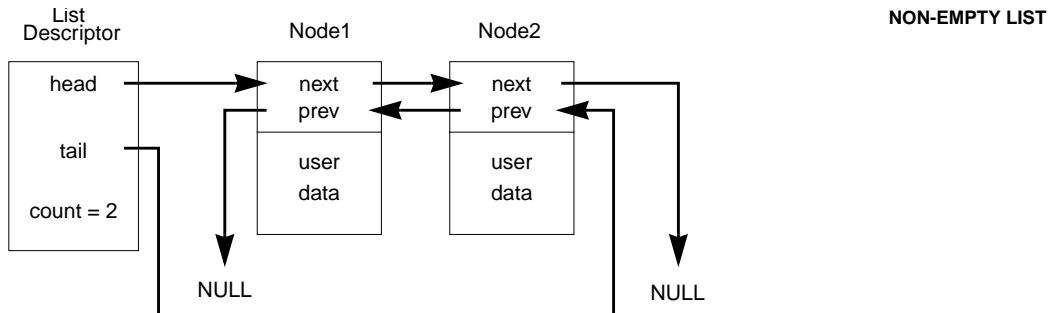 NON-EMPTY LIST
List
Descriptor
Node1
Node2
head
tail
count = 2
next
prev
user
data
next
prev
user
data
NULL
NULL